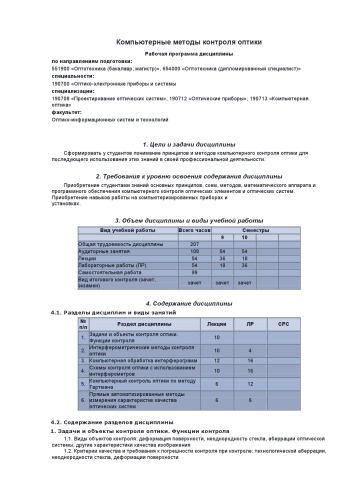 Компьютерные методы контроля оптики
Рабочая программа дисциплины
по направлениям подготовки:
551900 «Оптотехника (бакалавр, магистр)», 654000 «Оптотехника (дипломированный специалист)»
специальности:
190700 «Оптико-электронные приборы и системы
специализации:
190709 «Проектирование оптических систем», 190712 «Оптические приборы», 190713 «Компьютерная
оптика»
факультет:
Оптико-информационных систем и технологий
1. Цели и задачи дисциплины
Сформировать у студентов понимание принципов и методов компьютерного контроля оптики для
последующего использования этих знаний в своей профессиональной деятельности.
2. Требования к уровню освоения содержания дисциплины
Приобретение студентами знаний основных принципов, схем, методов, математического аппарата и
программного обеспечения компьютерного контроля оптических элементов и оптических систем.
Приобретение навыков работы на компьютеризированных приборах и
установках.
3. Объем дисциплины и виды учебной работы
Вид учебной работы Всего часов Семестры
9 10
Общая трудоемкость дисциплины 207
Аудиторные занятия 108 54 54
Лекции 54 36 18
Лабораторные работы (ЛР) 54 18 36
Самостоятельная работа 99
Вид итогового контроля (зачет,
экзамен) зачет зачет зачет
4. Содержание дисциплины
4.1. Разделы дисциплин и виды занятий
№
п/п Раздел дисциплины Лекции ЛР СРС
1. Задачи и объекты контроля оптики.
Функции контроля 10
2. Интерферометрические методы контроля
оптики 10 4
3. Компьютерная обработка интерферограмм 12 16
4. Схемы контроля оптики с использованием
интерферометров 10 16
5. Компьютерный контроль оптики по методу
Гартмана 6 12
6. Прямые автоматизированные методы
измерения характеристик качества
оптических систем 6 6
4.2. Содержание разделов дисциплины
1. Задачи и объекты контроля оптики. Функции контроля
1.1. Виды объектов контроля: деформация поверхности, неоднородность стекла, аберрации оптической
системы, другие характеристики качества изображения
1.2. Критерии качества и требования к погрешности контроля при контроле: технологической аберрации,
неоднородности стекла, деформации поверхности